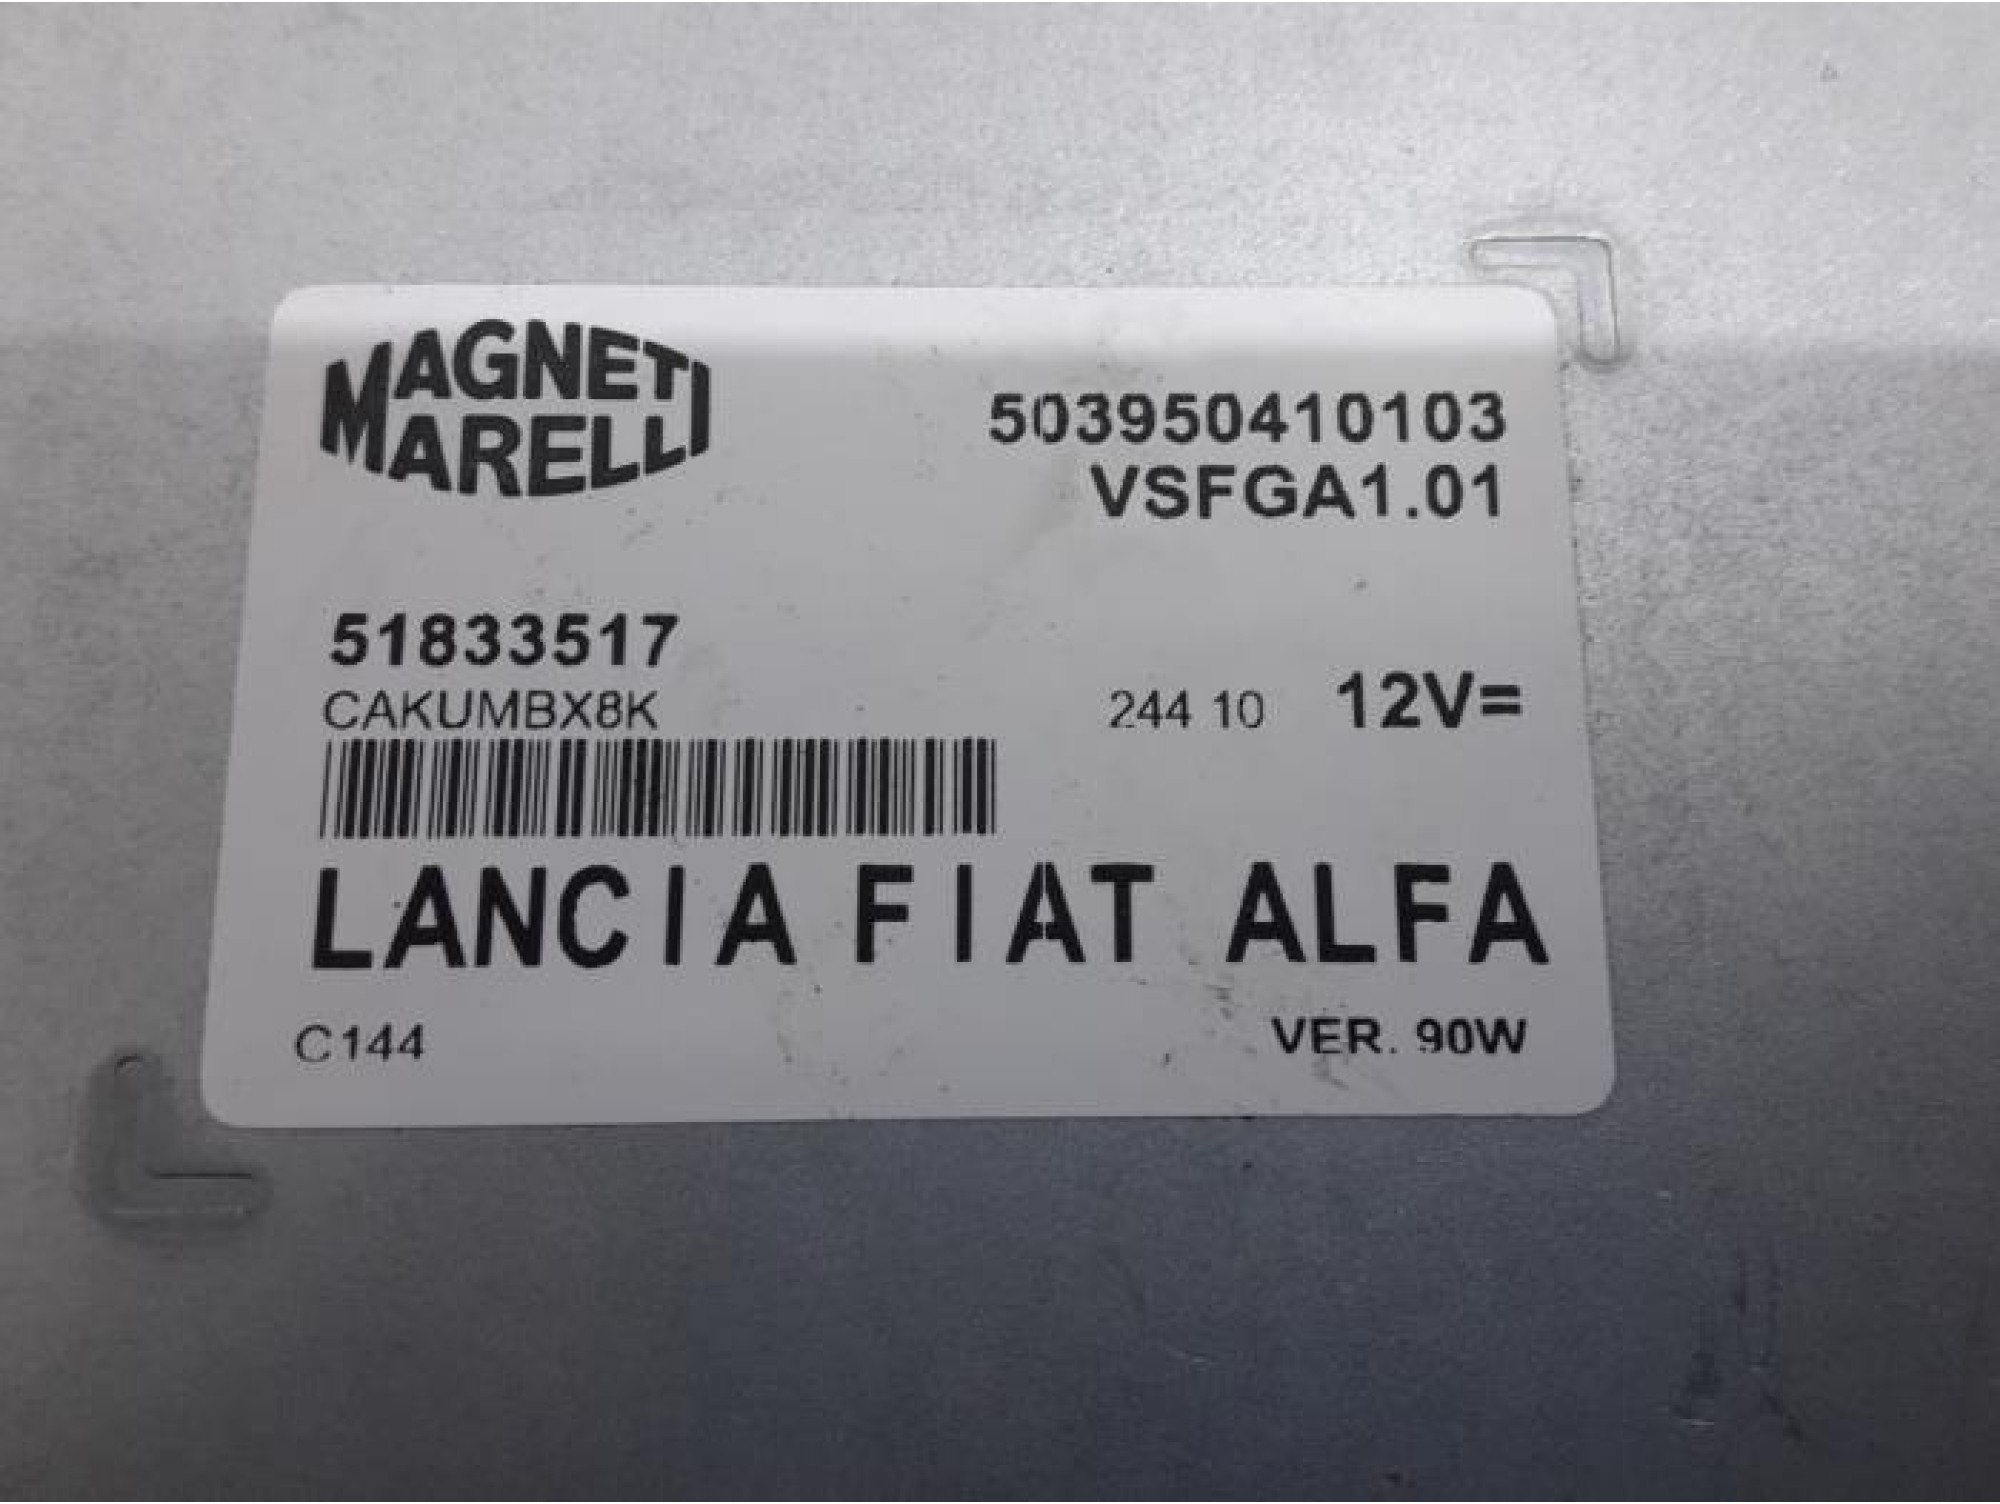 MAGNETI
MARELLI
503950410103
VSFGA1.01
51833517
CAKUMBX8K
244 10 12V=
LANCIA FIAT ALFA
C144 VER. 90W